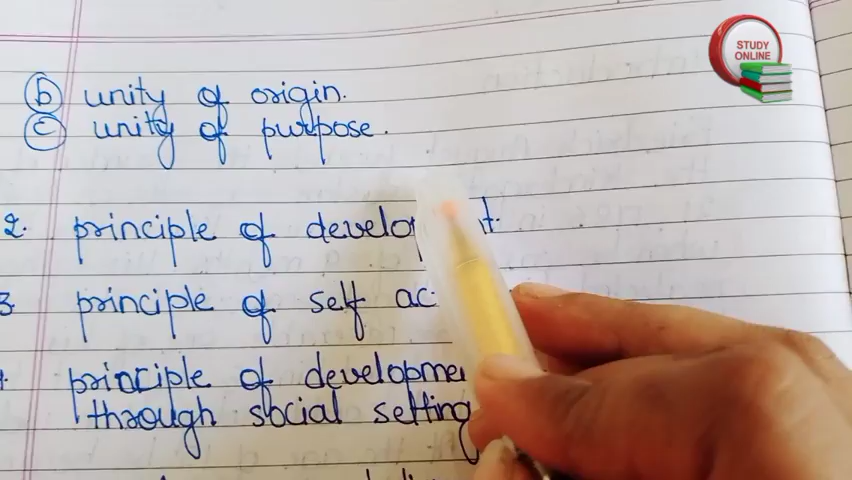 STUDY
ONLINE
b unity of origin.
c unity of purpose.
2. principle of develop t.
3. principle of self ac
principle of developme
through social setting